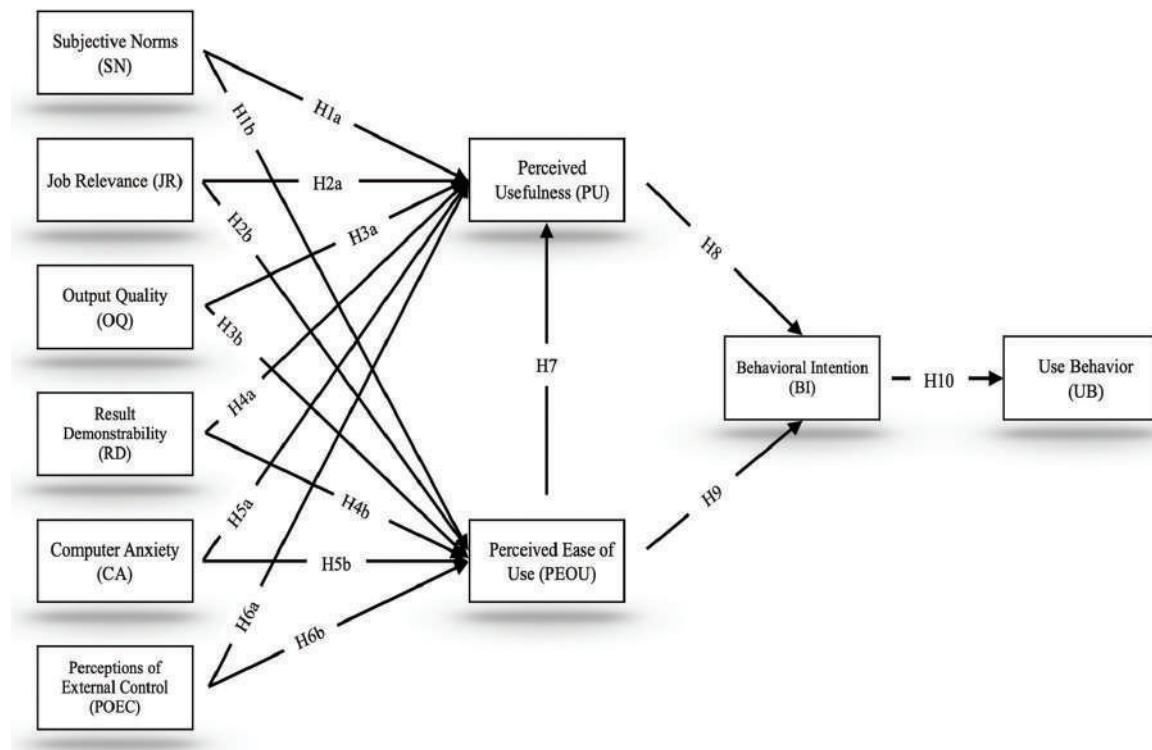 Subjective Norms
(SN)
Job Relevance (JR)
Output Quality
(OQ)
Result
Demonstrability
(RD)
Computer Anxiety
(CA)
Perceptions of
External Control
(POEC)
H1a
H1b
H2a
H2b
H3a
H3b
H4a
H4b
H5a
H5b
H6a
H6b
Perceived
Usefulness (PU)
H7
Perceived Ease of
Use (PEOU)
H8
H9
Behavioral Intention
(BI)
H10
Use Behavior
(UB)